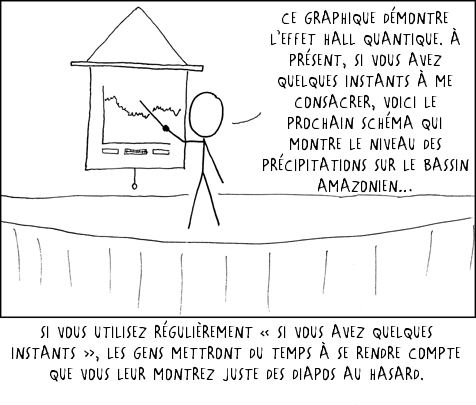 CE GRAPHIQUE DÉMONTRE
L'EFFET HALL QUANTIQUE. À
PRÉSENT, SI VOUS AVEZ
QUELQUES INSTANTS À ME
CONSACRER, VOICI LE
PROCHAIN SCHÉMA QUI
MONTRE LE NIVEAU DES
PRÉCIPITATIONS SUR LE BASSIN
AMAZONIEN...
SI VOUS UTILISEZ RÉGULIÈREMENT « SI VOUS AVEZ QUELQUES
INSTANTS », LES GENS METTRONT DU TEMPS À SE RENDRE COMPTE
QUE VOUS LEUR MONTREZ JUSTE DES DIAPOS AU HASARD.